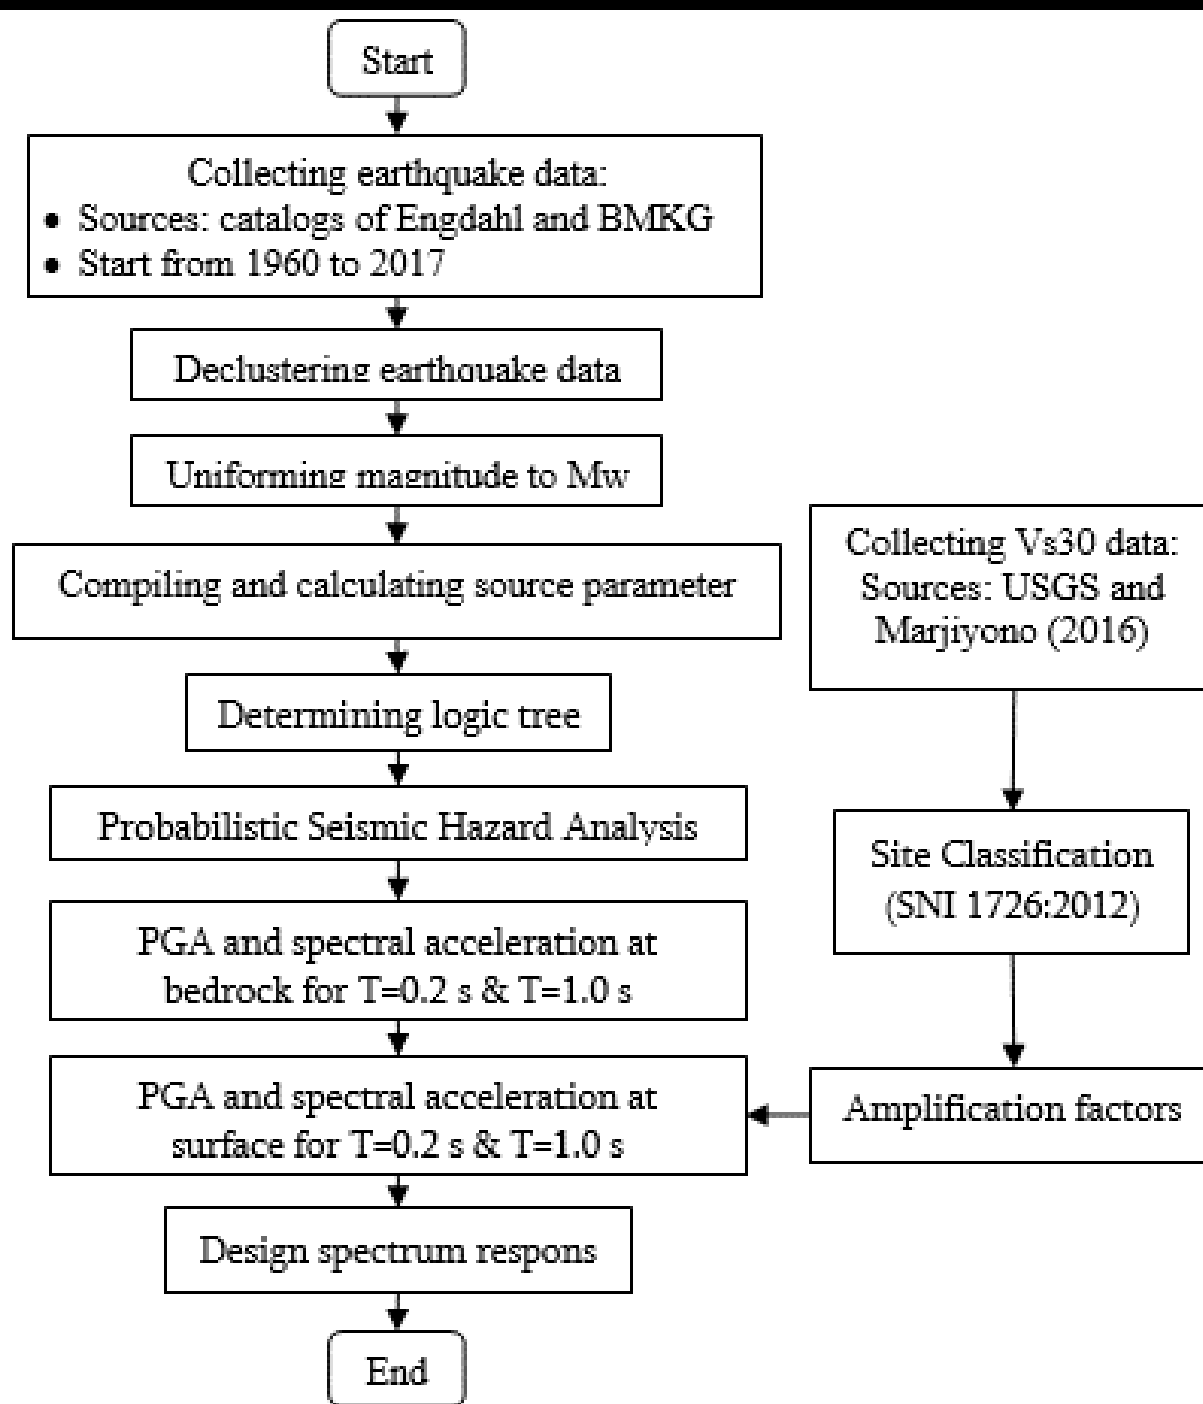 Start
Collecting earthquake data:
• Sources: catalogs of Engdahl and BMKG
• Start from 1960 to 2017
Declustering earthquake data
Uniforming magnitude to Mw
Compiling and calculating source parameter
Collecting Vs30 data:
Sources: USGS and
Marjiyono (2016)
Determining logic tree
Probabilistic Seismic Hazard Analysis
Site Classification
(SNI 1726:2012)
PGA and spectral acceleration at
bedrock for T=0.2 s & T=1.0 s
PGA and spectral acceleration at
surface for T=0.2 s & T=1.0 s
Amplification factors
Design spectrum respons
End